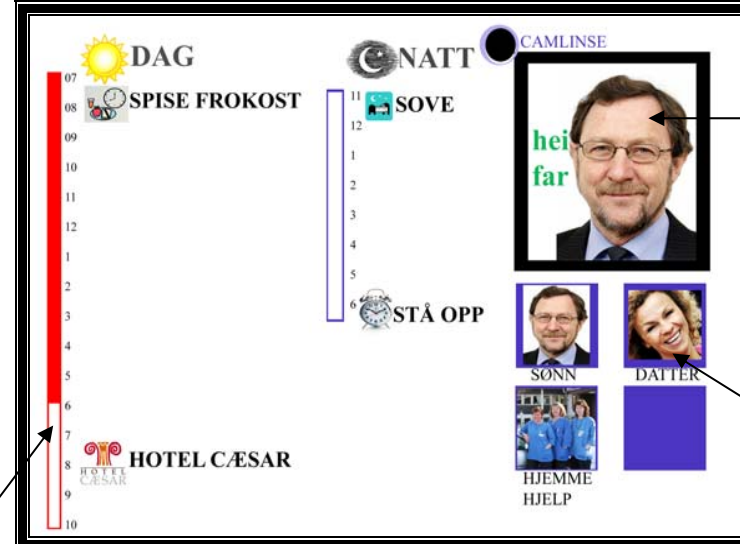 DAG
07
08 SPISE FROKOST
09
10
11
12
1
2
3
4
5
6
7
8 HOTEL CÆSAR
HOTEL
CÆSAR
9
10
NATT
11 SOVE
12
1
2
3
4
5
6 STÅ OPP
CAMLINSE
hei
far
SØNN DATTER
HJEMME
HJELP